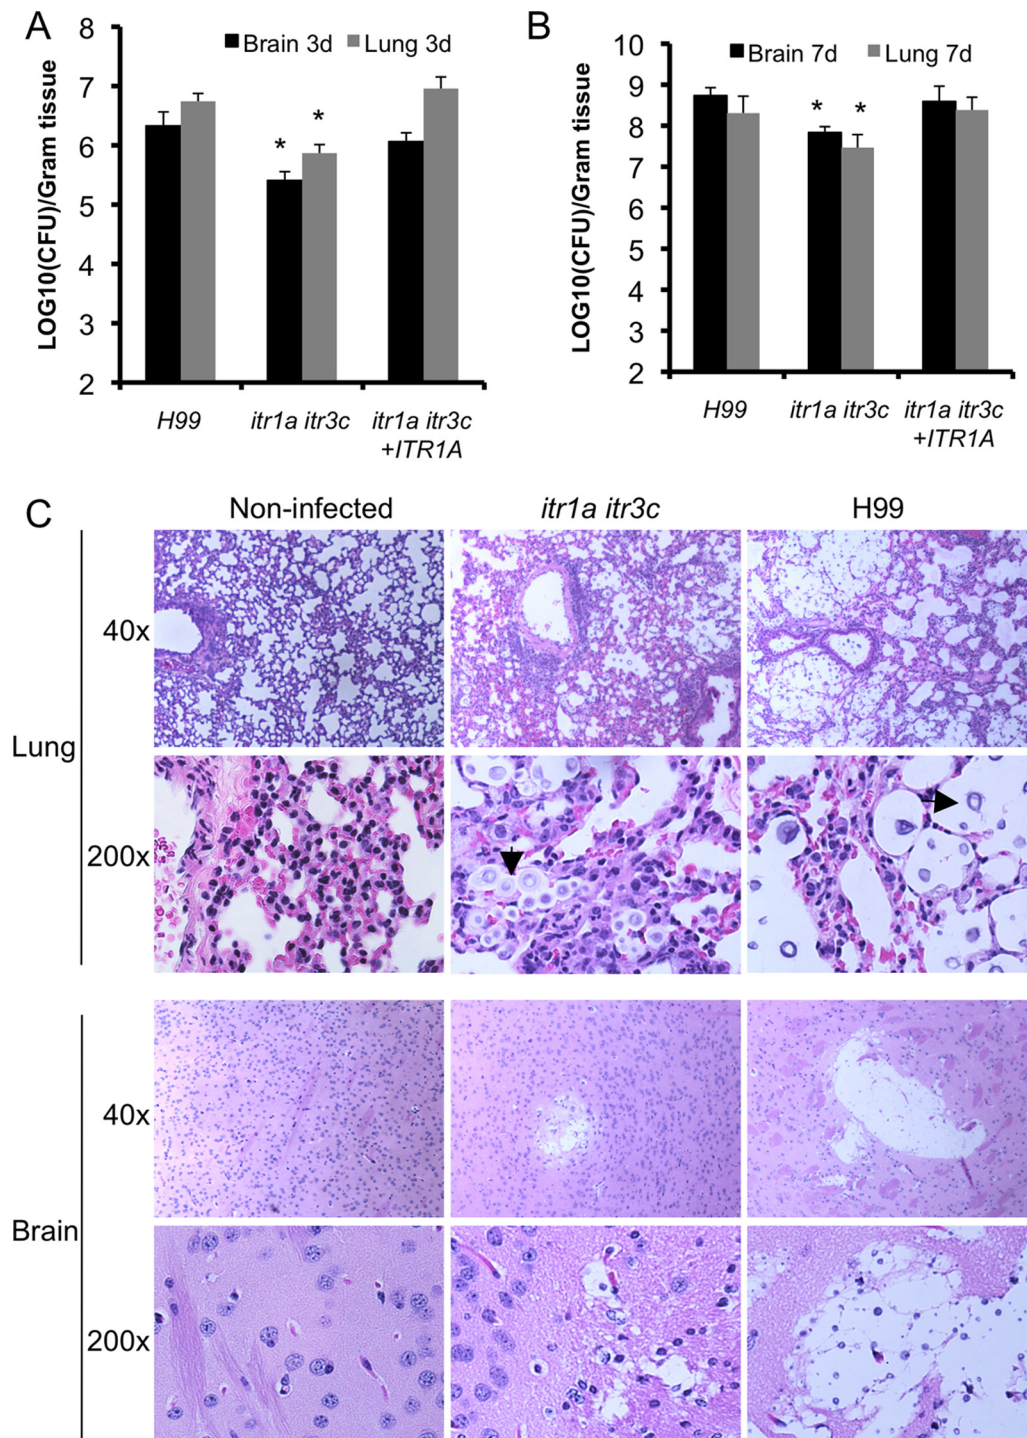 A
LOG10(CFU)/Gram tissue
8
7
6
5
4
3
2
Brain 3d Lung 3d
* *
H99 itr1a itr3c itr1a itr3c
+ITR1A
B
LOG10(CFU)/Gram tissue
10
9
8
7
6
5
4
3
2
Brain 7d Lung 7d
* *
H99 itr1a itr3c itr1a itr3c
+ITR1A
C
Non-infected itr1a itr3c H99
Lung
40x
200x
Brain
40x
200x